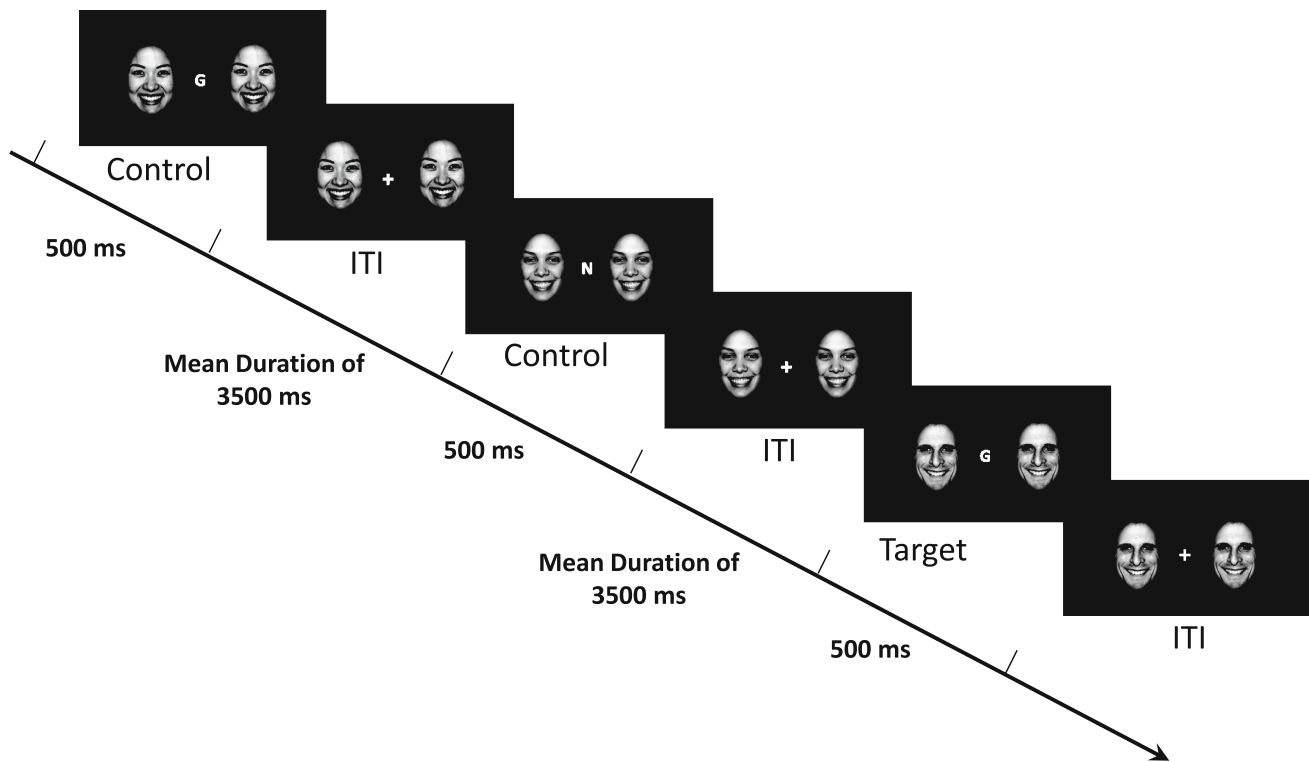 G
Control
500 ms
+
ITI
Mean Duration of
3500 ms
N
Control
500 ms
+
ITI
Mean Duration of
3500 ms
G
Target
500 ms
+
ITI